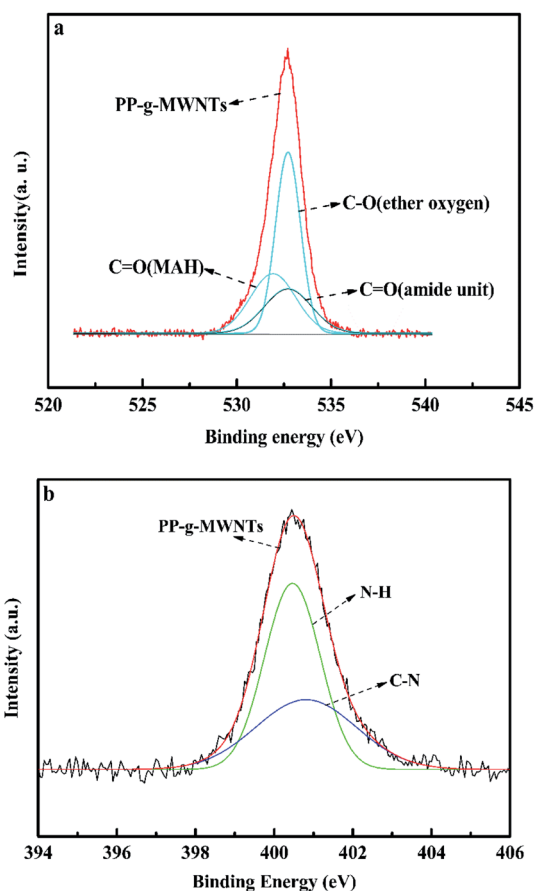 a
PP-g-MWNTs
C-O(ether oxygen)
C=O(MAH)
C=O(amide unit)
Intensity(a. u.)
520 525 530 535 540 545
Binding energy (eV)
b
PP-g-MWNTs
N-H
C-N
Intensity (a.u.)
394 396 398 400 402 404 406
Binding Energy (eV)